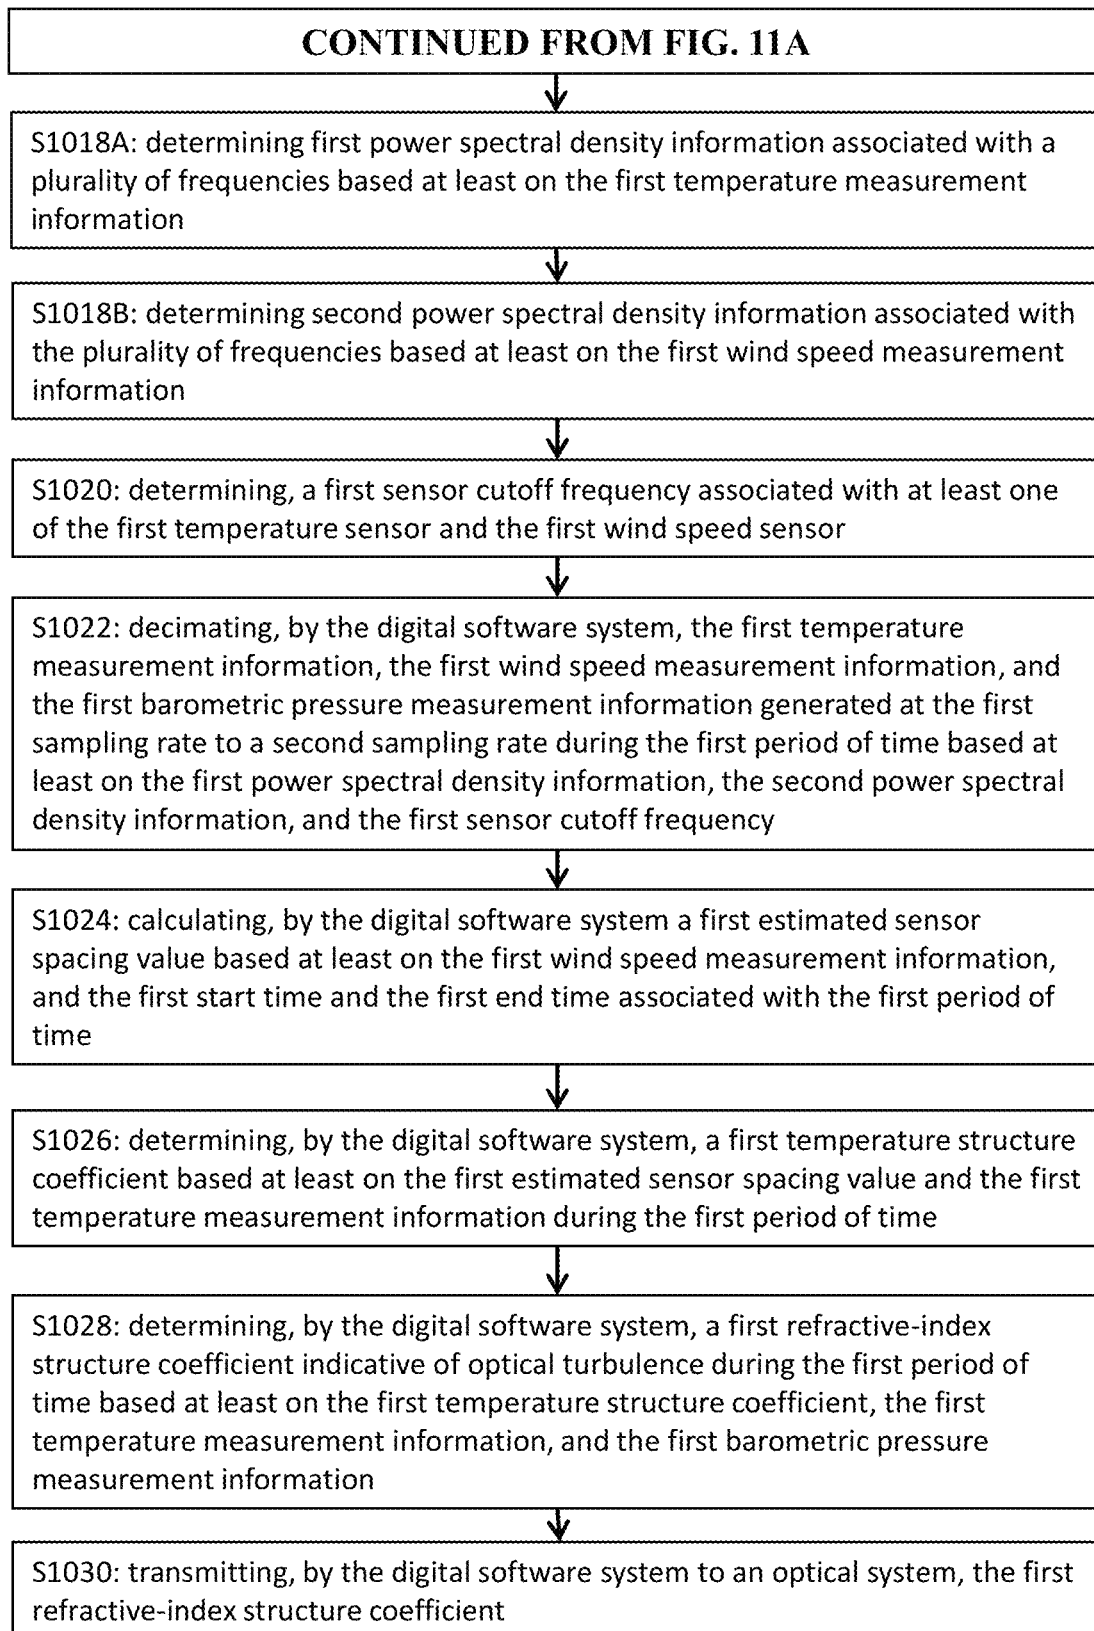 CONTINUED FROM FIG. 11A
S1018A: determining first power spectral density information associated with a
plurality of frequencies based at least on the first temperature measurement
information
S1018B: determining second power spectral density information associated with
the plurality of frequencies based at least on the first wind speed measurement
information
S1020: determining, a first sensor cutoff frequency associated with at least one
of the first temperature sensor and the first wind speed sensor
S1022: decimating, by the digital software system, the first temperature
measurement information, the first wind speed measurement information, and
the first barometric pressure measurement information generated at the first
sampling rate to a second sampling rate during the first period of time based at
least on the first power spectral density information, the second power spectral
density information, and the first sensor cutoff frequency
S1024: calculating, by the digital software system a first estimated sensor
spacing value based at least on the first wind speed measurement information,
and the first start time and the first end time associated with the first period of
time
S1026: determining, by the digital software system, a first temperature structure
coefficient based at least on the first estimated sensor spacing value and the first
temperature measurement information during the first period of time
S1028: determining, by the digital software system, a first refractive-index
structure coefficient indicative of optical turbulence during the first period of
time based at least on the first temperature structure coefficient, the first
temperature measurement information, and the first barometric pressure
measurement information
S1030: transmitting, by the digital software system to an optical system, the first
refractive-index structure coefficient